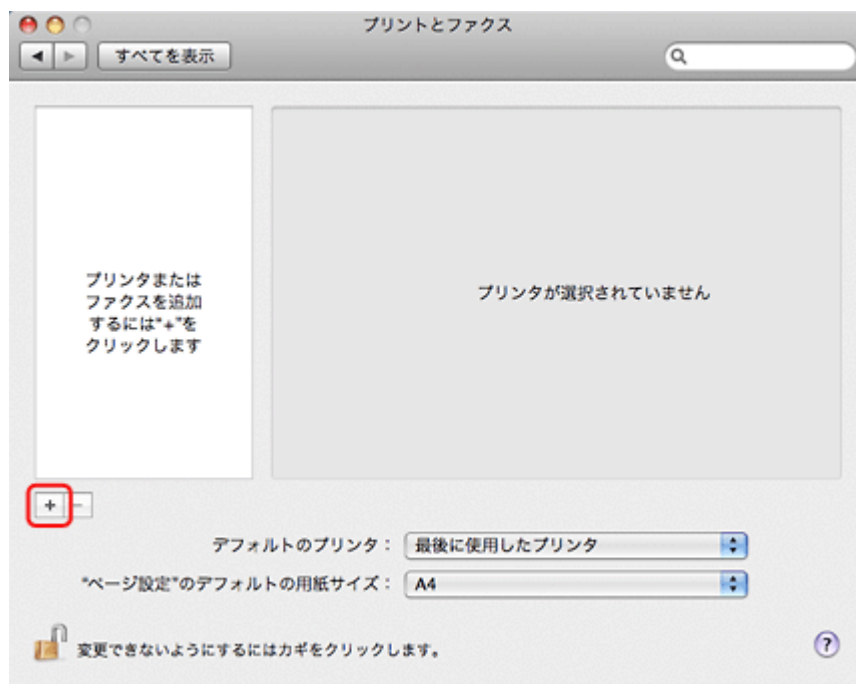 プリントとファクス
すべてを表示
プリンタまたは
ファクスを追加
するには“+”を
クリックします
プリンタが選択されていません
+ −
デフォルトのプリンタ： 最後に使用したプリンタ
“ページ設定”のデフォルトの用紙サイズ： A4
変更できないようにするにはカギをクリックします。
?